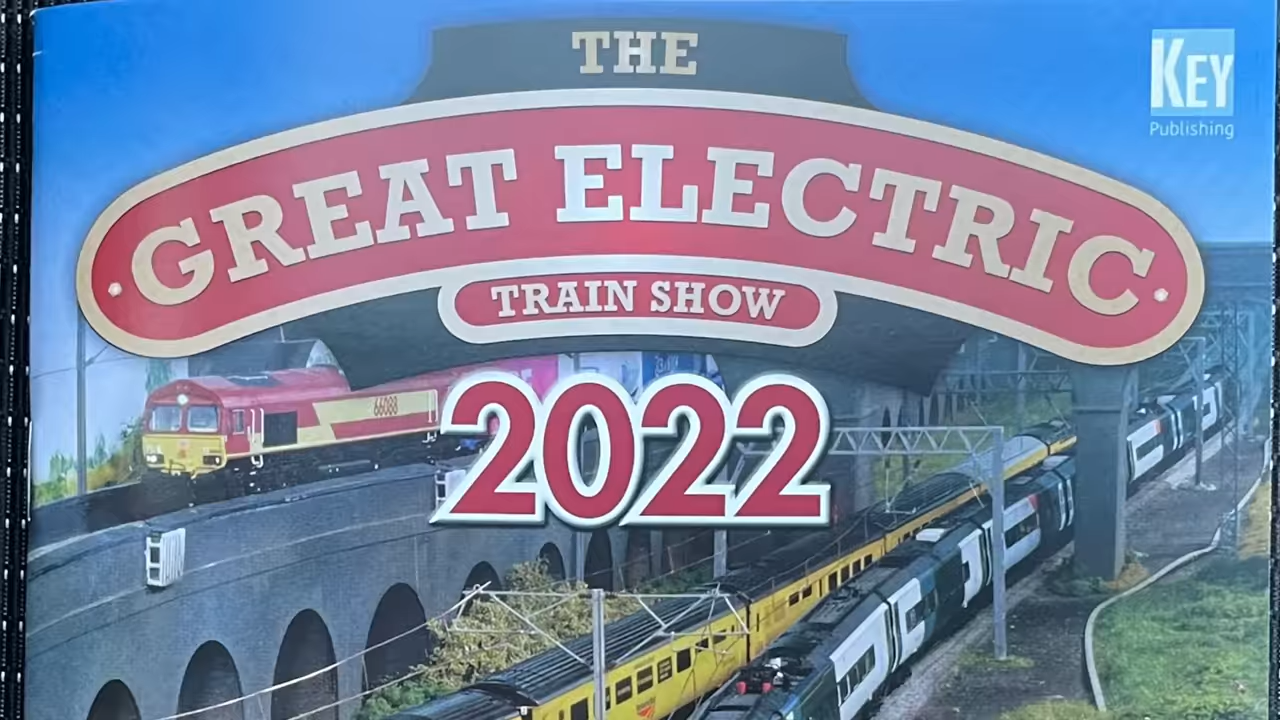 THE
KEY
Publishing
GREAT ELECTRIC
TRAIN SHOW
2022
66088